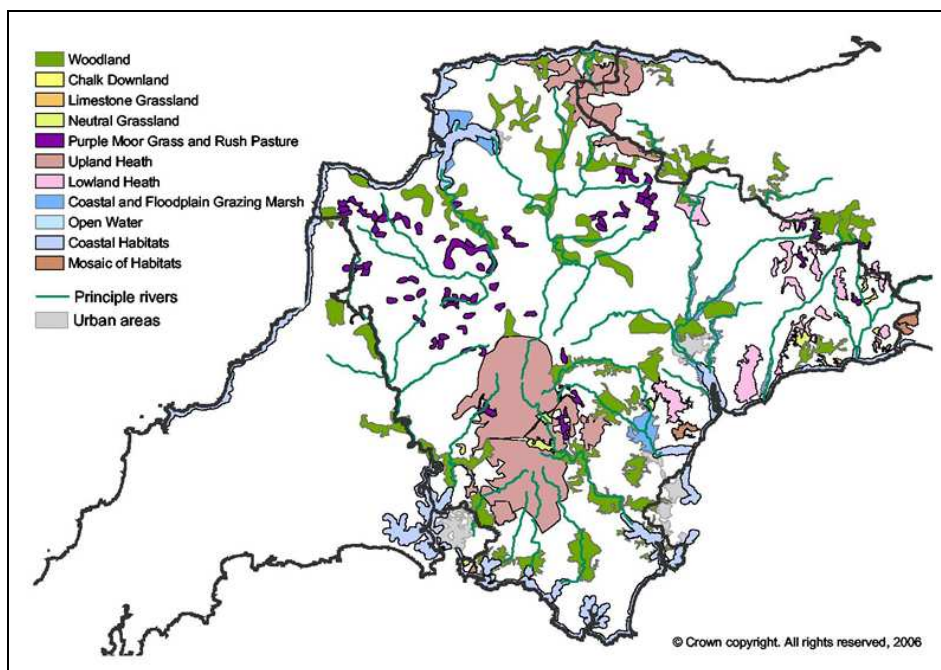 Woodland
Chalk Downland
Limestone Grassland
Neutral Grassland
Purple Moor Grass and Rush Pasture
Upland Heath
Lowland Heath
Coastal and Floodplain Grazing Marsh
Open Water
Coastal Habitats
Mosaic of Habitats
Principle rivers
Urban areas
© Crown copyright. All rights reserved, 2006